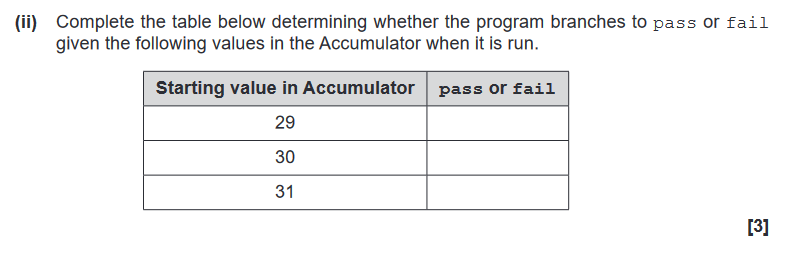 (ii) Complete the table below determining whether the program branches to pass or fail
given the following values in the Accumulator when it is run.
Starting value in Accumulator pass or fail
29
30
31
[3]